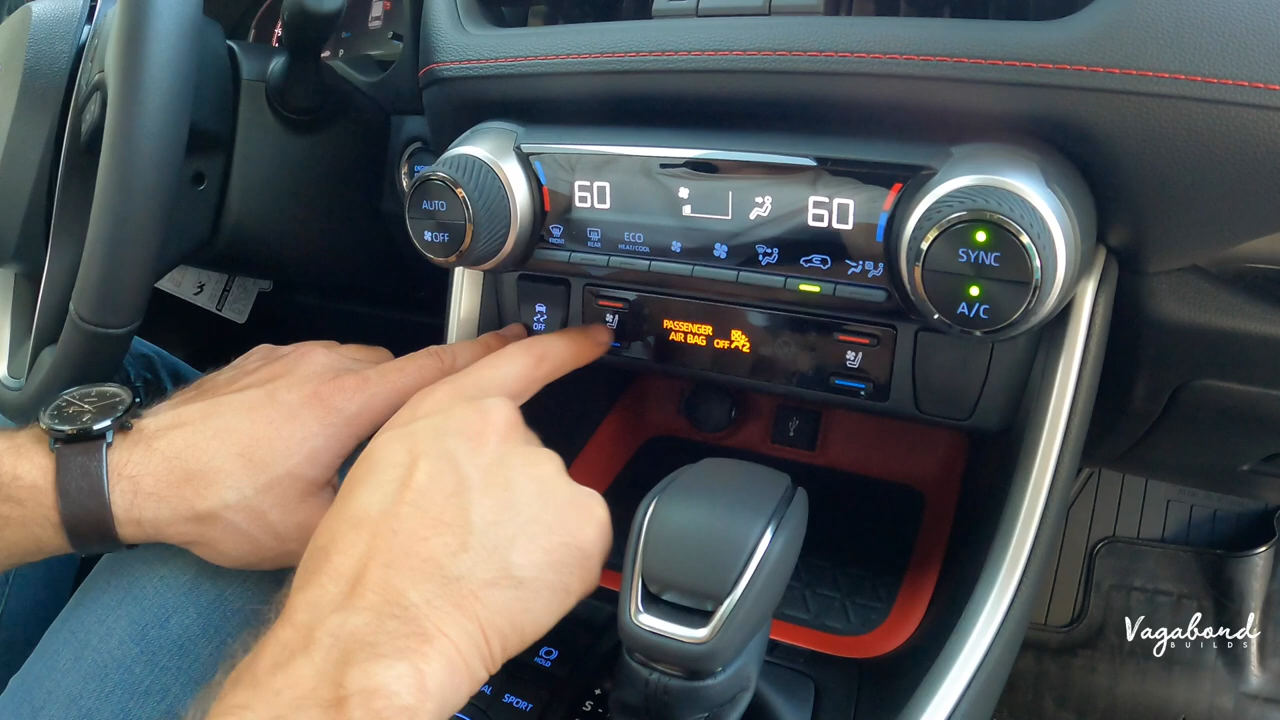 AUTO
OFF
60
60
FRONT
REAR
ECO
HEAT/COOL
SYNC
A/C
OFF
PASSENGER
AIR BAG OFF 2
HOLD
SPORT
S
+
-
Vagabond
BUILDS